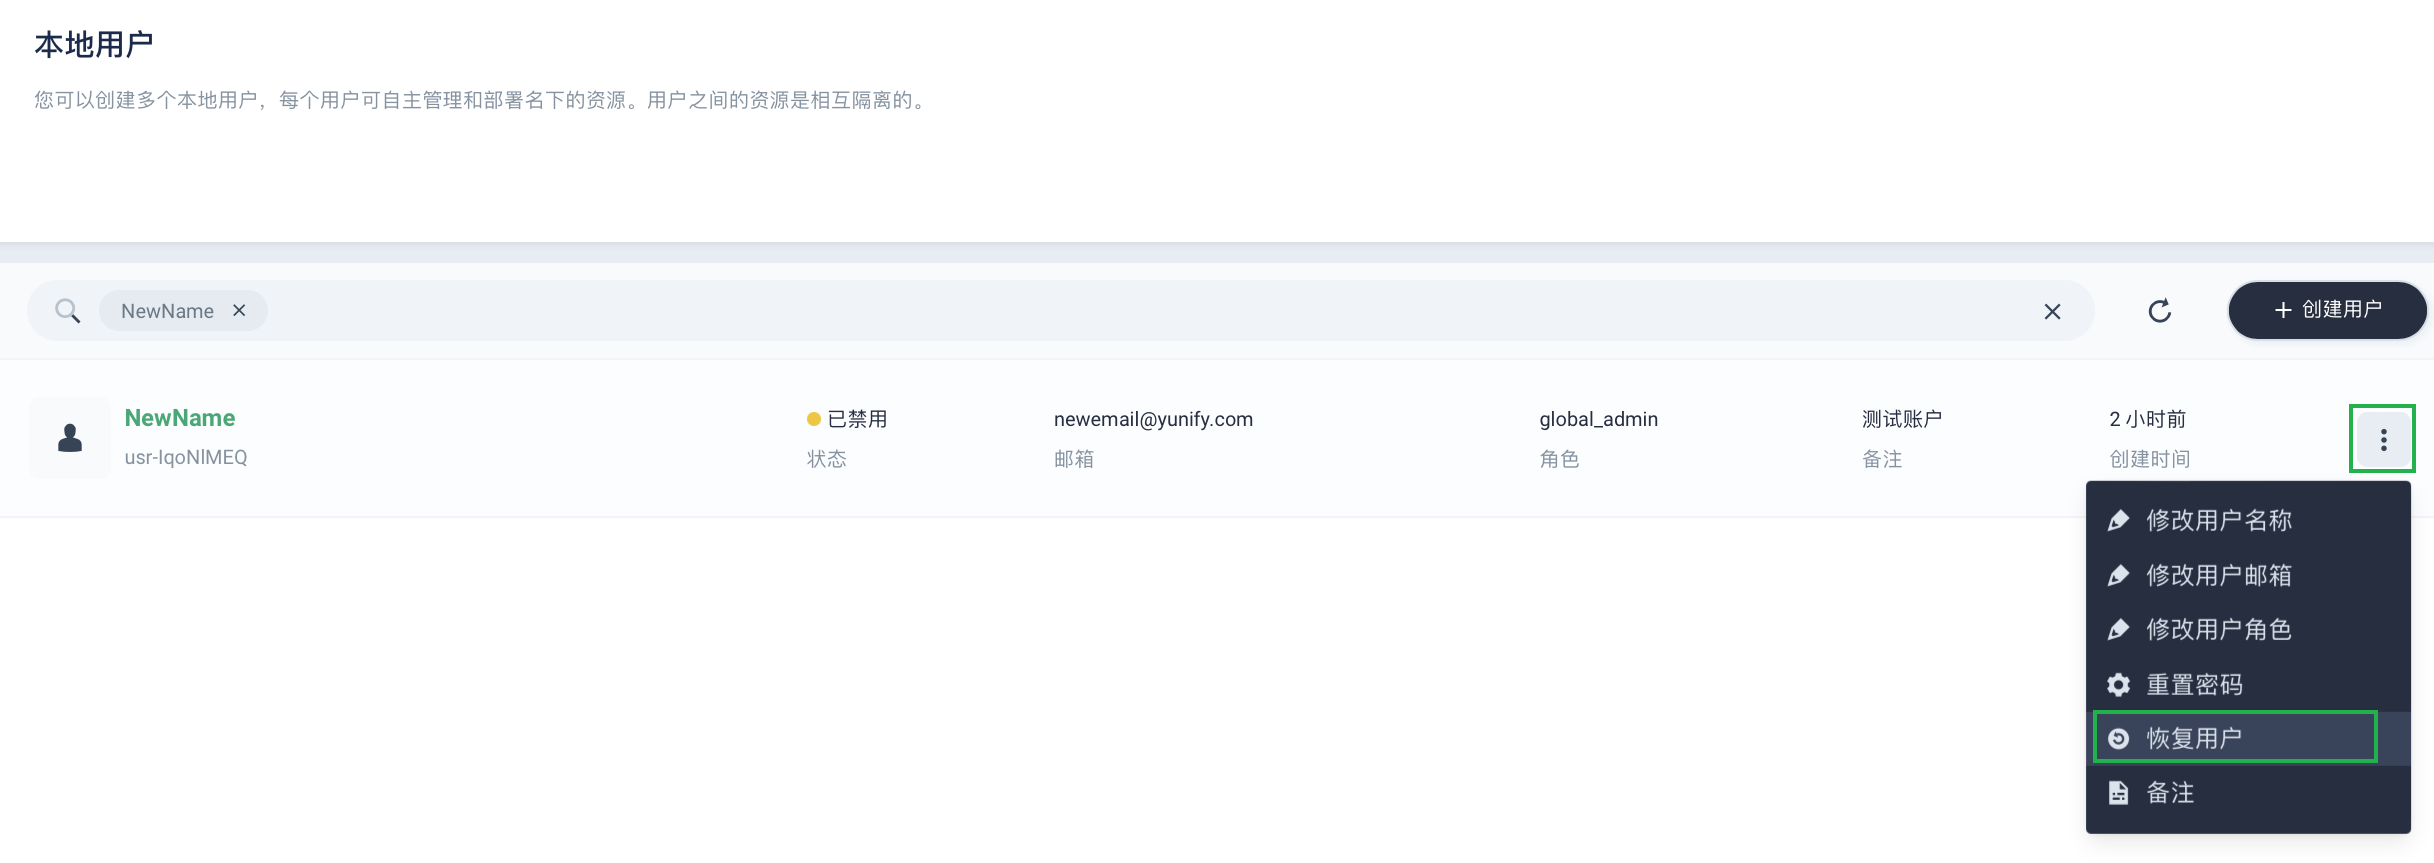 本地用户
您可以创建多个本地用户，每个用户可自主管理和部署名下的资源。用户之间的资源是相互隔离的。
NewName
创建用户
NewName 已禁用 newemail@yunify.com global_admin 测试账户 2 小时前
usr-IqoNlMEQ 状态 邮箱 角色 备注 创建时间
修改用户名称
修改用户邮箱
修改用户角色
重置密码
恢复用户
备注